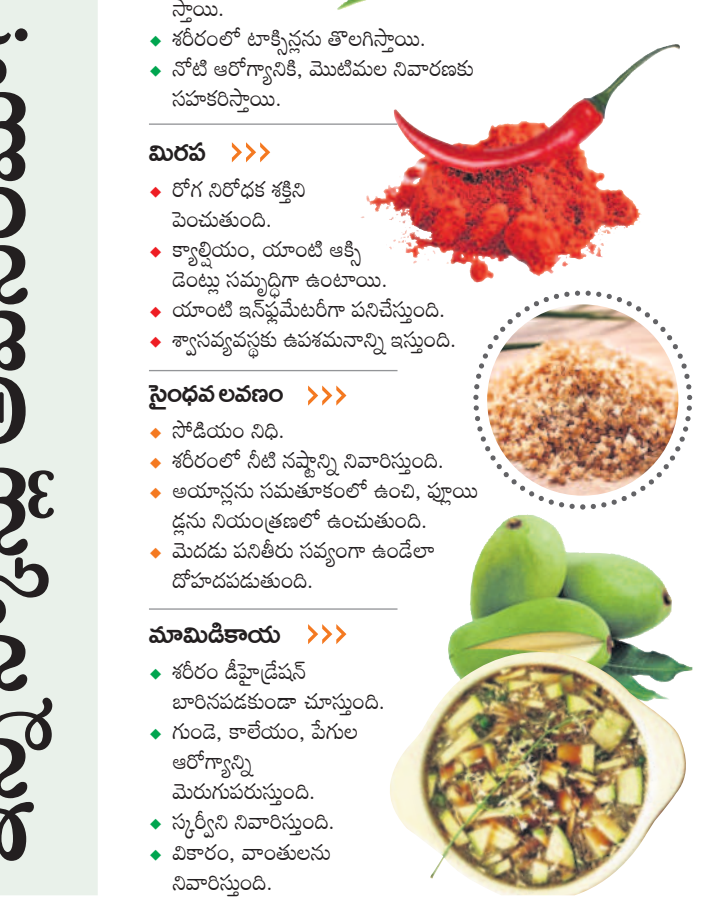 స్తాయి.
శరీరంలో టాక్సిన్లను తొలగిస్తాయి.
నోటి ఆరోగ్యానికి, మొటిమల నివారణకు
సహకరిస్తాయి.
మిరప >>>
రోగ నిరోధక శక్తిని
పెంచుతుంది.
క్యాల్షియం, యాంటి ఆక్సి
డెంట్లు సమృద్ధిగా ఉంటాయి.
యాంటి ఇన్‌ఫ్లమేటరీగా పనిచేస్తుంది.
శ్వాసవ్యవస్థకు ఉపశమనాన్ని ఇస్తుంది.
సైంధవ లవణం >>>
సోడియం నిధి.
శరీరంలో నీటి నష్టాన్ని నివారిస్తుంది.
అయాన్లను సమతూకంలో ఉంచి, ఫ్లూయి
డ్లను నియంత్రణలో ఉంచుతుంది.
మెదడు పనితీరు సవ్యంగా ఉండేలా
దోహదపడుతుంది.
మామిడికాయ >>>
శరీరం డీహైడ్రేషన్
బారినపడకుండా చూస్తుంది.
గుండె, కాలేయం, పేగుల
ఆరోగ్యాన్ని
మెరుగుపరుస్తుంది.
స్కర్వీని నివారిస్తుంది.
వికారం, వాంతులను
నివారిస్తుంది.